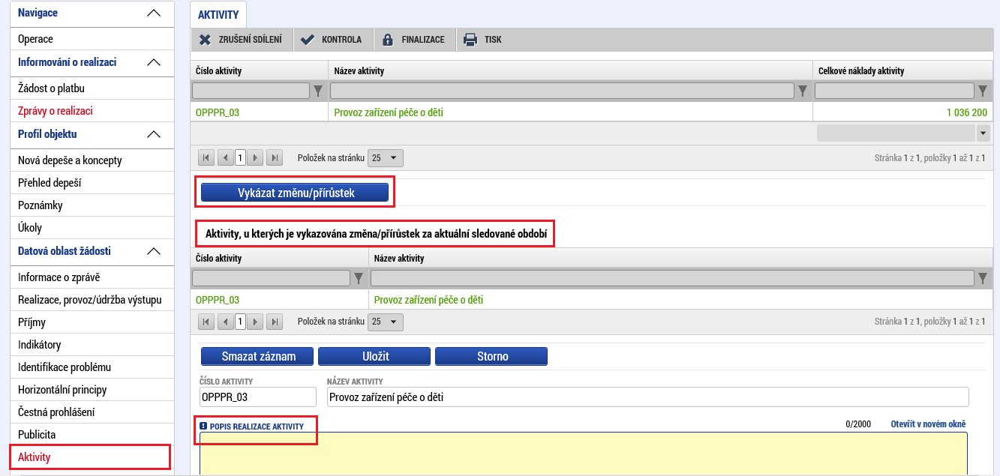 Navigace
Operace
Informování o realizaci
Žádost o platbu
Zprávy o realizaci
Profil objektu
Nová depeše a koncepty
Přehled depeší
Poznámky
Úkoly
Datová oblast žádosti
Informace o zprávě
Realizace, provoz/údržba výstupu
Příjmy
Indikátory
Identifikace problému
Horizontální principy
Čestná prohlášení
Publicita
Aktivity
AKTIVITY
ZRUŠENÍ SDÍLENÍ KONTROLA FINALIZACE TISK
Číslo aktivity Název aktivity Celkové náklady aktivity
OPPPR_03 Provoz zařízení péče o děti 1 036 200
1 Položek na stránku 25 Stránka 1 z 1, položky 1 až 1 z 1
Vykázat změnu/přírůstek
Aktivity, u kterých je vykazována změna/přírůstek za aktuální sledované období
Číslo aktivity Název aktivity
OPPPR_03 Provoz zařízení péče o děti
1 Položek na stránku 25 Stránka 1 z 1, položky 1 až 1 z 1
Smazat záznam Uložit Storno
ČÍSLO AKTIVITY NÁZEV AKTIVITY
OPPPR_03 Provoz zařízení péče o děti
POPIS REALIZACE AKTIVITY 0/2000 Otevřít v novém okně